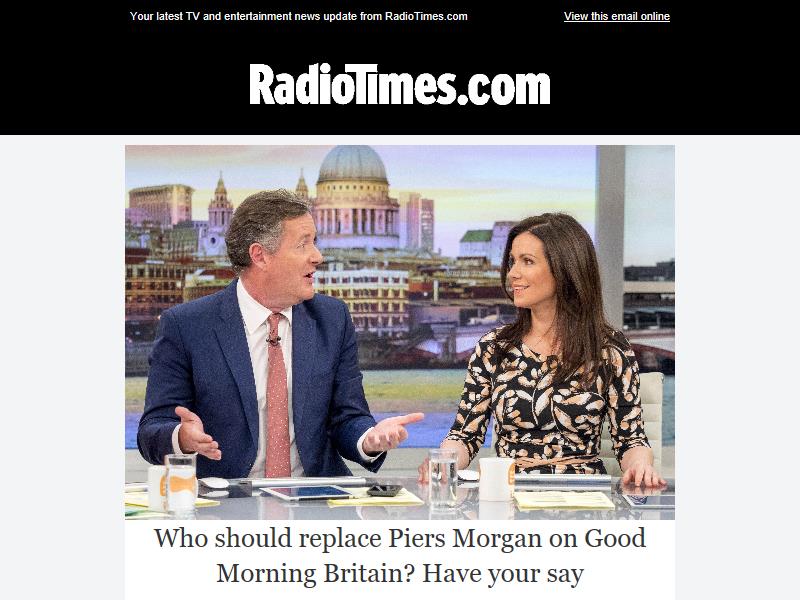 Your latest TV and entertainment news update from RadioTimes.com
View this email online
RadioTimes.com
Who should replace Piers Morgan on Good
Morning Britain? Have your say